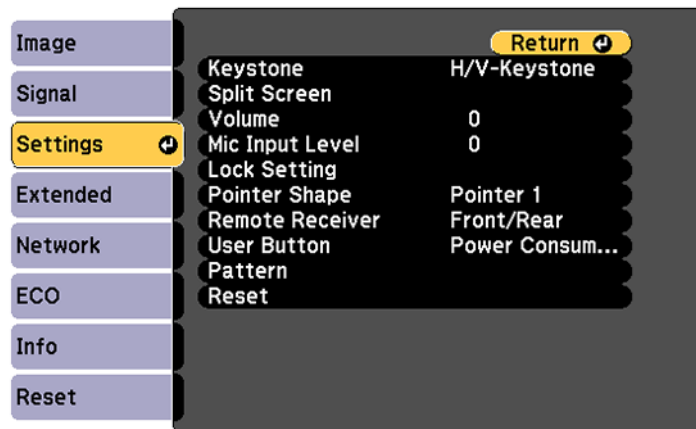 Image
Signal
Settings
Extended
Network
ECO
Info
Reset
Return
Keystone H/V-Keystone
Split Screen
Volume 0
Mic Input Level 0
Lock Setting
Pointer Shape Pointer 1
Remote Receiver Front/Rear
User Button Power Consum...
Pattern
Reset